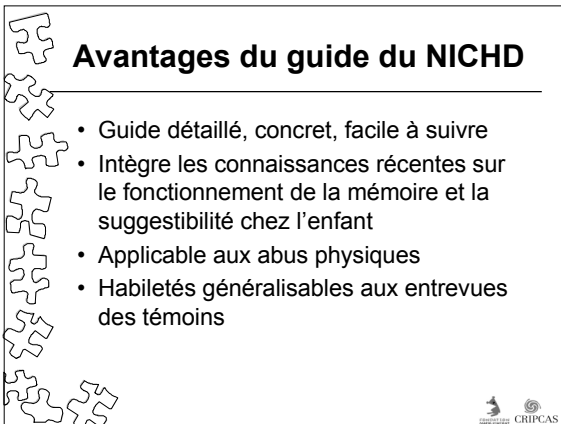 Avantages du guide du NICHD
• Guide détaillé, concret, facile à suivre
• Intègre les connaissances récentes sur
le fonctionnement de la mémoire et la
suggestibilité chez l’enfant
• Applicable aux abus physiques
• Habiletés généralisables aux entrevues
des témoins
CRIPCAS